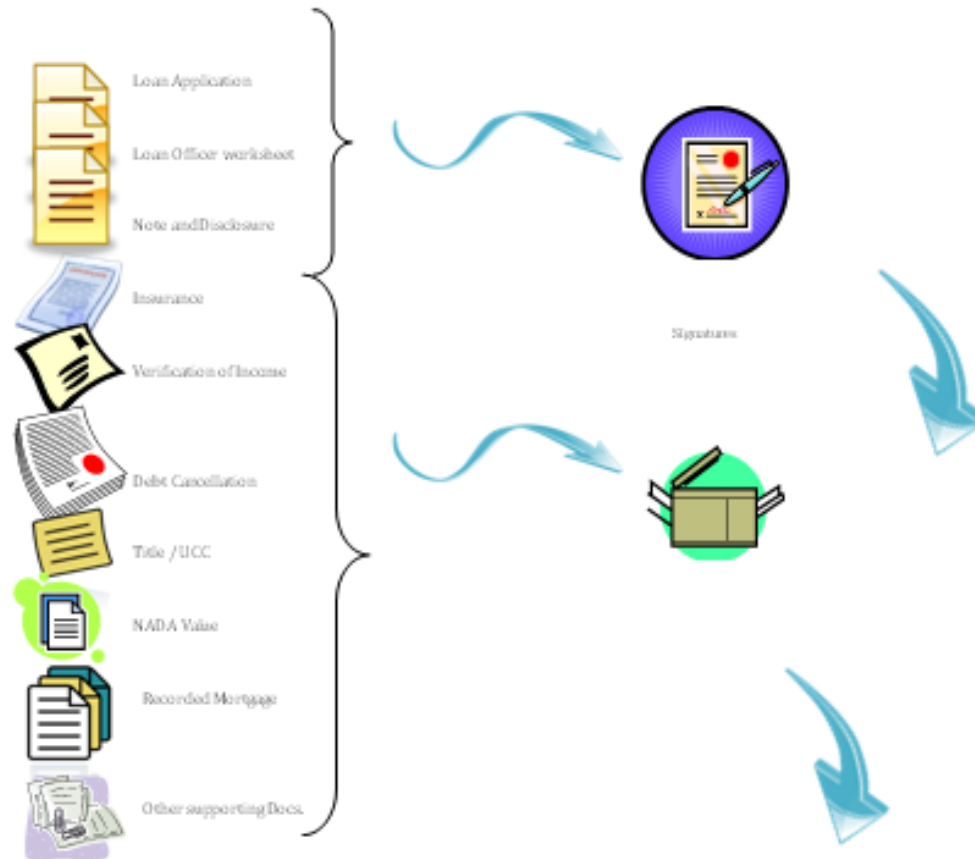 Loan Application
Loan Officer worksheet
Note and Disclosure
Insurance
Signatures
Verification of Income
Debt Cancellation
Title / UCC
NADA Value
Recorded Mortgage
Other supporting Docs.